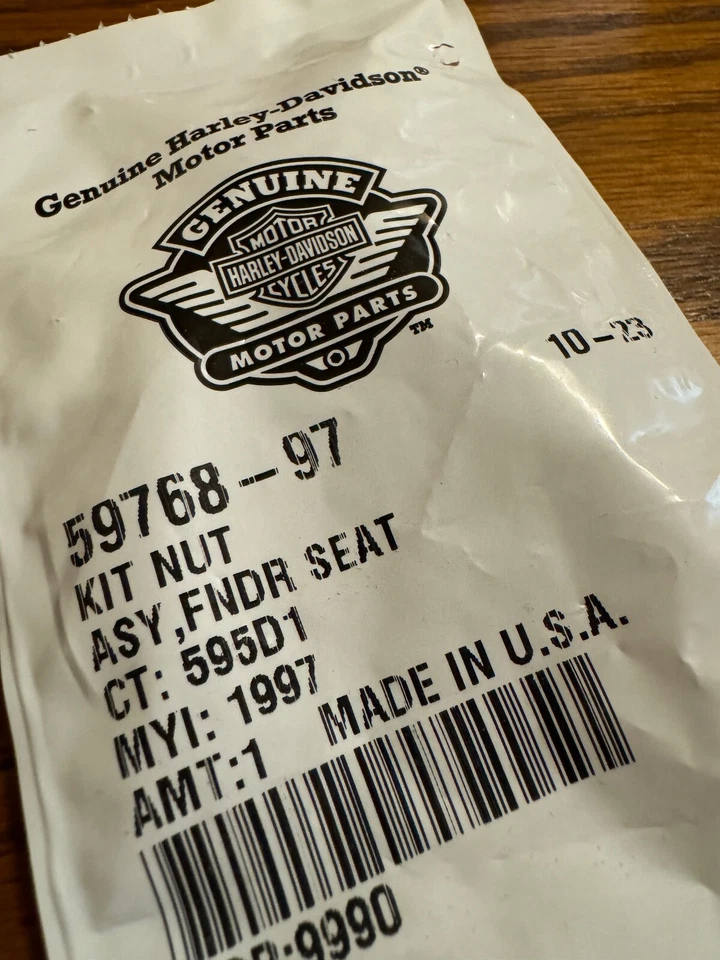 Genuine Harley-Davidson®
Motor Parts
GENUINE
MOTOR
HARLEY-DAVIDSON
CYCLES
MOTOR PARTS
TM
10-23
59768-97
KIT NUT
ASY,FNDR SEAT
CT: 595D1
MYI: 1997
AMT:1 MADE IN U.S.A.
:9990